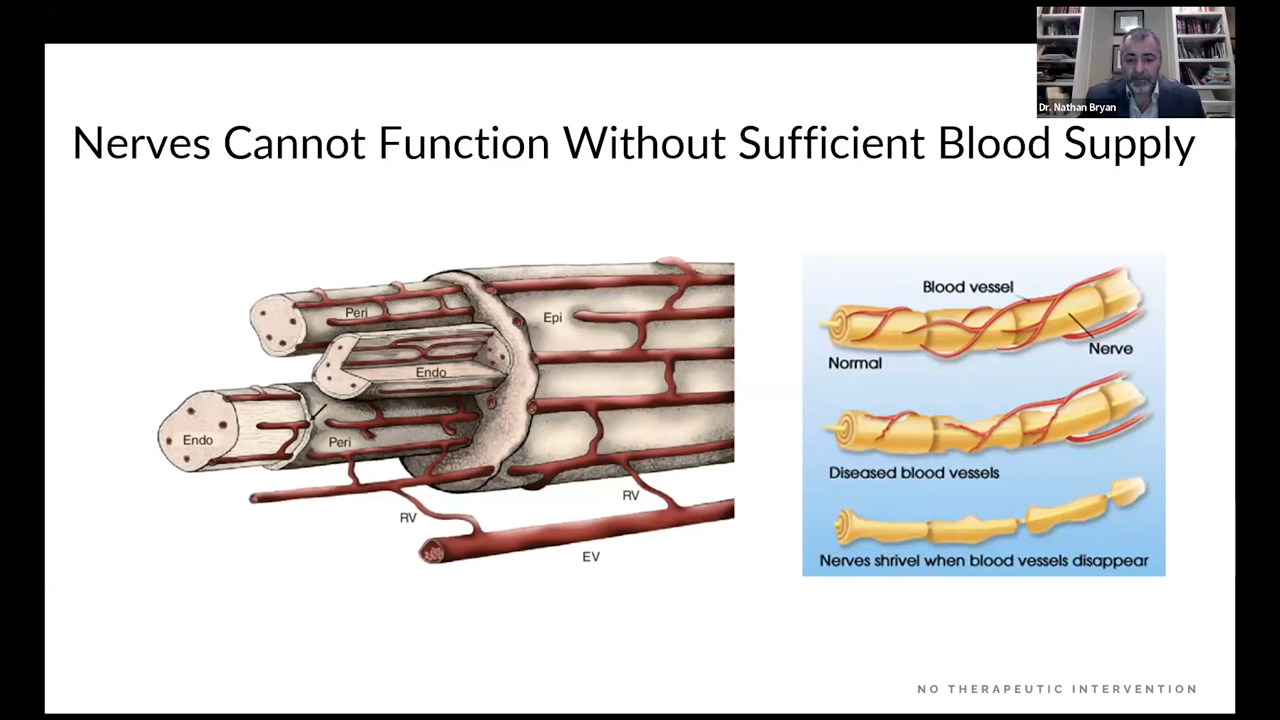 Dr. Nathan Bryan
Nerves Cannot Function Without Sufficient Blood Supply
Peri
Epi
Endo
Endo
Peri
RV
RV
EV
Blood vessel
Nerve
Normal
Diseased blood vessels
Nerves shrivel when blood vessels disappear
NO THERAPEUTIC INTERVENTION